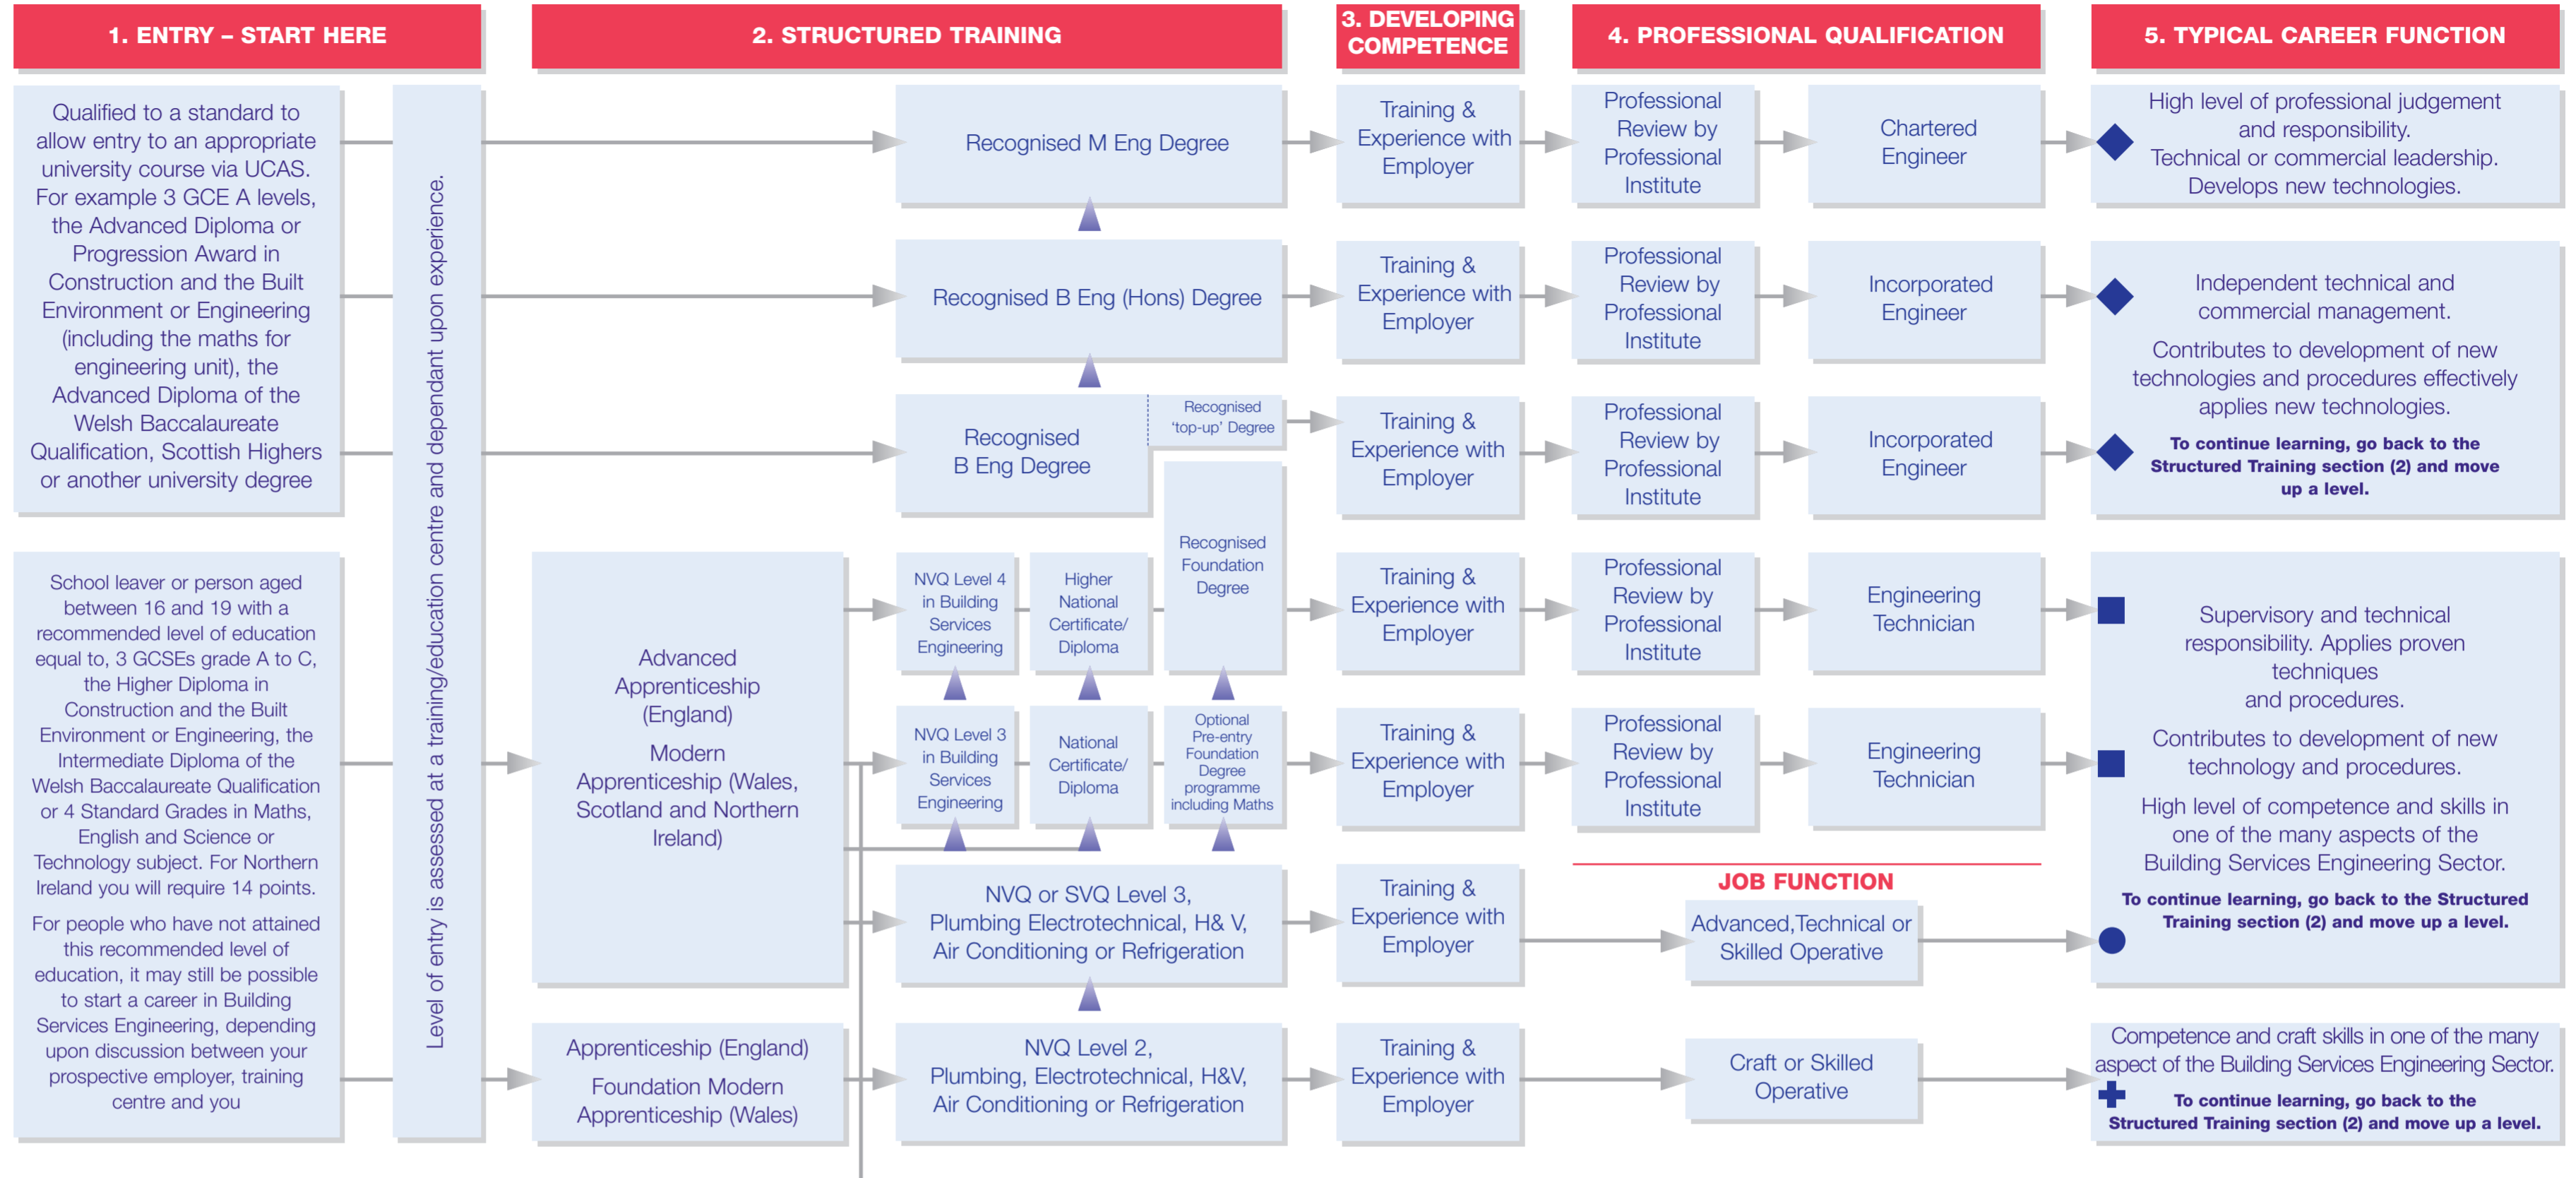 1. ENTRY – START HERE
2. STRUCTURED TRAINING
3. DEVELOPING
COMPETENCE
4. PROFESSIONAL QUALIFICATION
5. TYPICAL CAREER FUNCTION
Qualified to a standard to
allow entry to an appropriate
university course via UCAS.
For example 3 GCE A levels,
the Advanced Diploma or
Progression Award in
Construction and the Built
Environment or Engineering
(including the maths for
engineering unit), the
Advanced Diploma of the
Welsh Baccalaureate
Qualification, Scottish Highers
or another university degree
School leaver or person aged
between 16 and 19 with a
recommended level of education
equal to, 3 GCSEs grade A to C,
the Higher Diploma in
Construction and the Built
Environment or Engineering, the
Intermediate Diploma of the
Welsh Baccalaureate Qualification
or 4 Standard Grades in Maths,
English and Science or
Technology subject. For Northern
Ireland you will require 14 points.
For people who have not attained
this recommended level of
education, it may still be possible
to start a career in Building
Services Engineering, depending
upon discussion between your
prospective employer, training
centre and you
Level of entry is assessed at a training/education centre and dependant upon experience.
Recognised M Eng Degree
Training &
Experience with
Employer
Professional
Review by
Professional
Institute
Chartered
Engineer
High level of professional judgement
and responsibility.
Technical or commercial leadership.
Develops new technologies.
Recognised B Eng (Hons) Degree
Training &
Experience with
Employer
Professional
Review by
Professional
Institute
Incorporated
Engineer
Independent technical and
commercial management.
Contributes to development of new
technologies and procedures effectively
applies new technologies.
To continue learning, go back to the
Structured Training section (2) and move
up a level.
Recognised
B Eng Degree
Recognised
‘top-up’ Degree
Training &
Experience with
Employer
Professional
Review by
Professional
Institute
Incorporated
Engineer
Advanced
Apprenticeship
(England)
Modern
Apprenticeship (Wales,
Scotland and Northern
Ireland)
NVQ Level 4
in Building
Services
Engineering
Higher
National
Certificate/
Diploma
Recognised
Foundation
Degree
Training &
Experience with
Employer
Professional
Review by
Professional
Institute
Engineering
Technician
Supervisory and technical
responsibility. Applies proven
techniques
and procedures.
Contributes to development of new
technology and procedures.
High level of competence and skills in
one of the many aspects of the
Building Services Engineering Sector.
To continue learning, go back to the Structured
Training section (2) and move up a level.
NVQ Level 3
in Building
Services
Engineering
National
Certificate/
Diploma
Optional
Pre-entry
Foundation
Degree
programme
including Maths
Training &
Experience with
Employer
Professional
Review by
Professional
Institute
Engineering
Technician
NVQ or SVQ Level 3,
Plumbing Electrotechnical, H& V,
Air Conditioning or Refrigeration
Training &
Experience with
Employer
JOB FUNCTION
Advanced,Technical or
Skilled Operative
Apprenticeship (England)
Foundation Modern
Apprenticeship (Wales)
NVQ Level 2,
Plumbing, Electrotechnical, H&V,
Air Conditioning or Refrigeration
Training &
Experience with
Employer
Craft or Skilled
Operative
Competence and craft skills in one of the many
aspect of the Building Services Engineering Sector.
To continue learning, go back to the
Structured Training section (2) and move up a level.